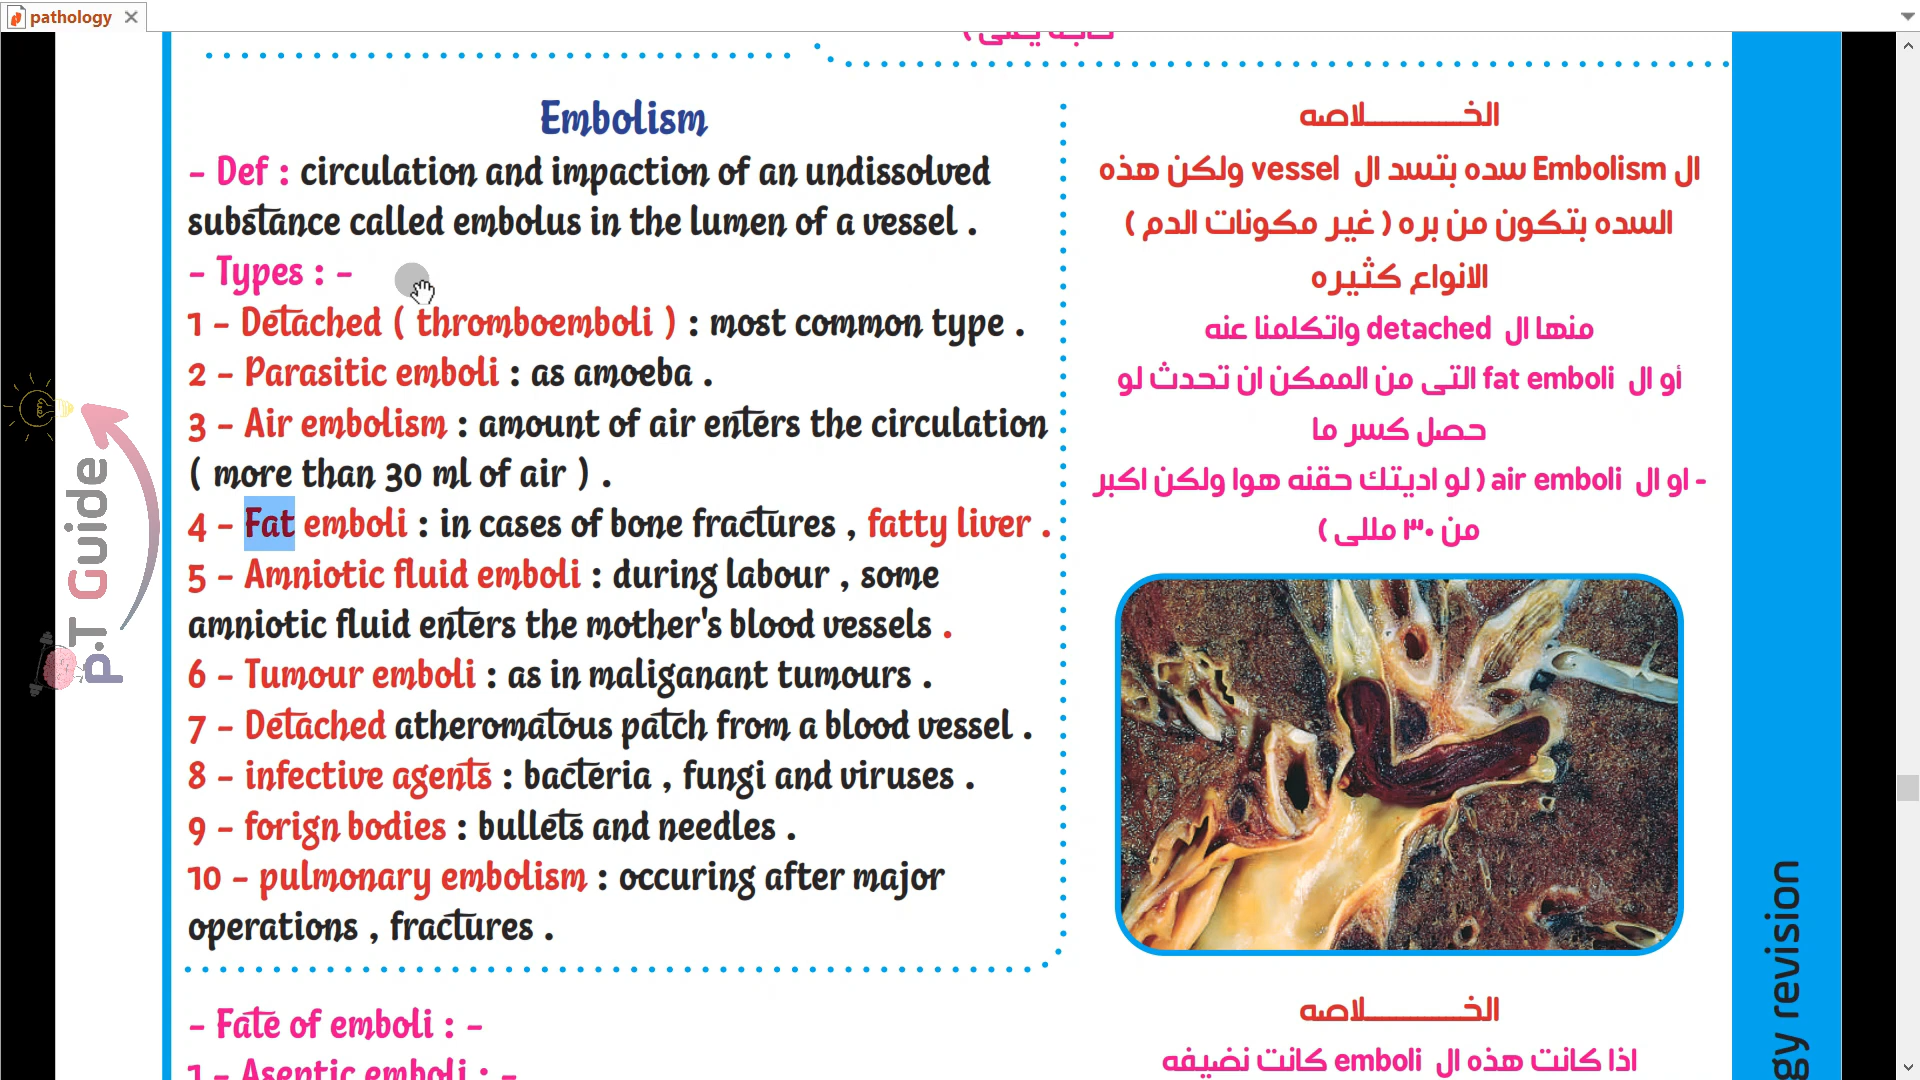 pathology
Embolism
- Def : circulation and impaction of an undissolved
substance called embolus in the lumen of a vessel .
- Types : -
1 - Detached ( thromboemboli ) : most common type .
2 - Parasitic emboli : as amoeba .
3 - Air embolism : amount of air enters the circulation
( more than 30 ml of air ) .
4 - Fat emboli : in cases of bone fractures , fatty liver .
5 - Amniotic fluid emboli : during labour , some
amniotic fluid enters the mother's blood vessels .
6 - Tumour emboli : as in maliganant tumours .
7 - Detached atheromatous patch from a blood vessel .
8 - infective agents : bacteria , fungi and viruses .
9 - forign bodies : bullets and needles .
10 - pulmonary embolism : occuring after major
operations , fractures .
- Fate of emboli : -
1 - Aseptic emboli : -
الخـــــــــلاصه
ال Embolism سده بتسد ال vessel ولكن هذه
السده بتتكون من بره ( غير مكونات الدم )
الانواع كثيره
منها ال detached واتكلمنا عنه
أو ال fat emboli التى من الممكن ان تحدث لو
حصل كسر ما
- او ال air emboli ( لو اديتك حقنه هوا ولكن اكبر
من ٣٠ مللى )
الخـــــــــلاصه
اذا كانت هذه ال emboli كانت نضيفه
P.T Guide
gy revision